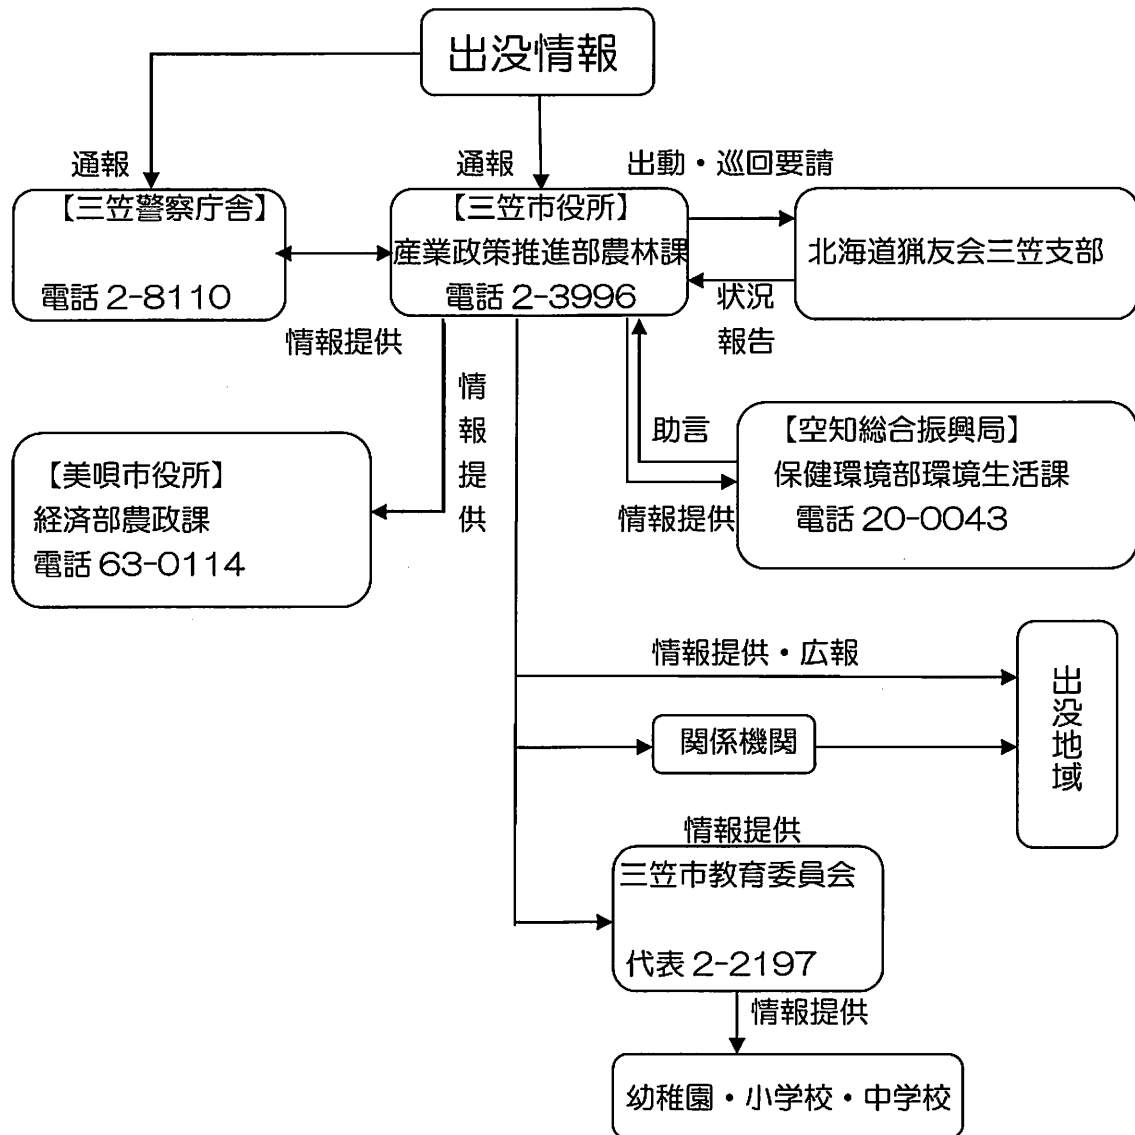 出没情報
通報
通報
出動・巡回要請
【三笠警察庁舎】
電話2-8110
【三笠市役所】
産業政策推進部農林課
電話2-3996
北海道猟友会三笠支部
状況
報告
情報提供
情報提供
助言
情報提供
【美唄市役所】
経済部農政課
電話63-0114
【空知総合振興局】
保健環境部環境生活課
電話20-0043
情報提供・広報
出没地域
関係機関
情報提供
三笠市教育委員会
代表2-2197
情報提供
幼稚園・小学校・中学校